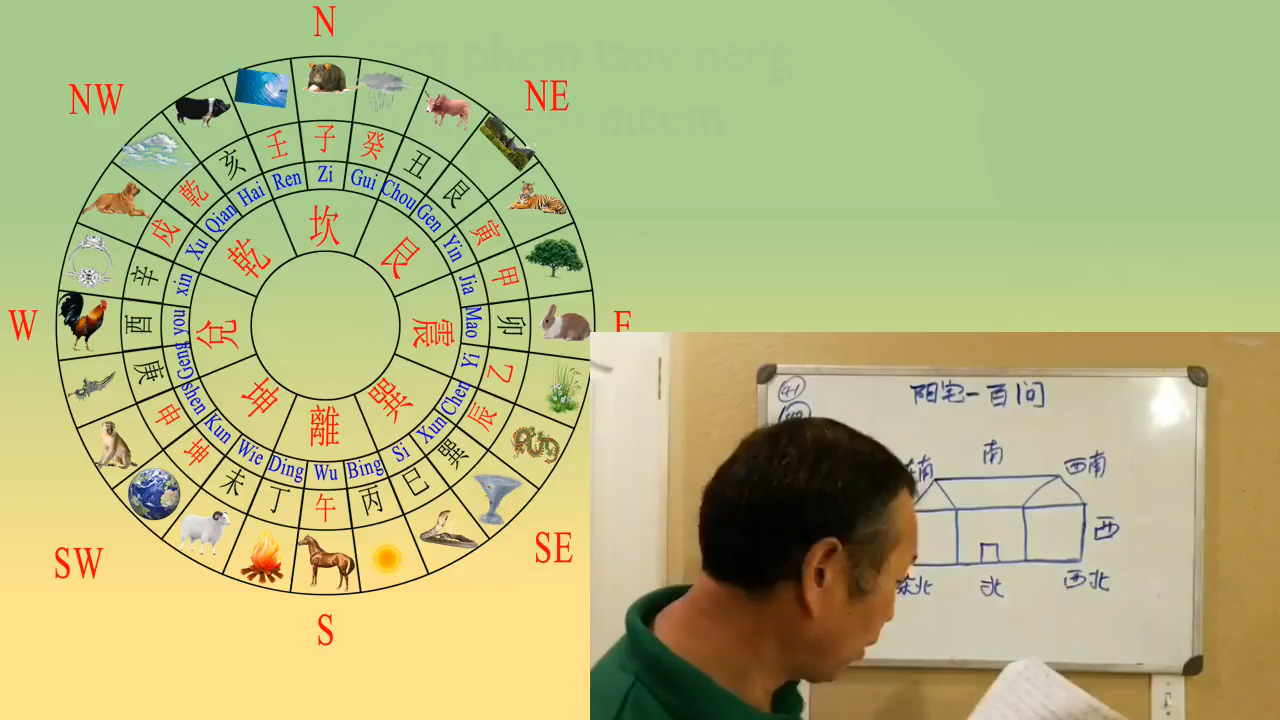 N
NW
NE
W
E
SW
SE
S
壬 子 癸 丑 艮 寅 甲 卯 乙 辰 巽 巳 丙 午 丁 未 坤 申 庚 酉 辛 戌 乾 亥
Ren Zi Gui Chou Gen Yin Jia Mao Yi Chen Xun Si Bing Wu Ding Wie Kun shen Geng you xin Xu Qian Hai
坎 艮 震 巽 離 坤 兌 乾
阳宅一百问
南
西南
西
北
西北